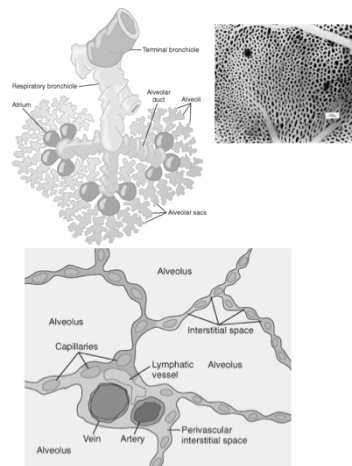 Terminal bronchiole
Respiratory bronchiole
Alveolar
duct
Alveoli
Atrium
Alveolar sacs
Alveolus
Alveolus
Interstitial space
Capillaries
Lymphatic
vessel
Alveolus
Vein
Artery
Perivascular
interstitial space
Alveolus